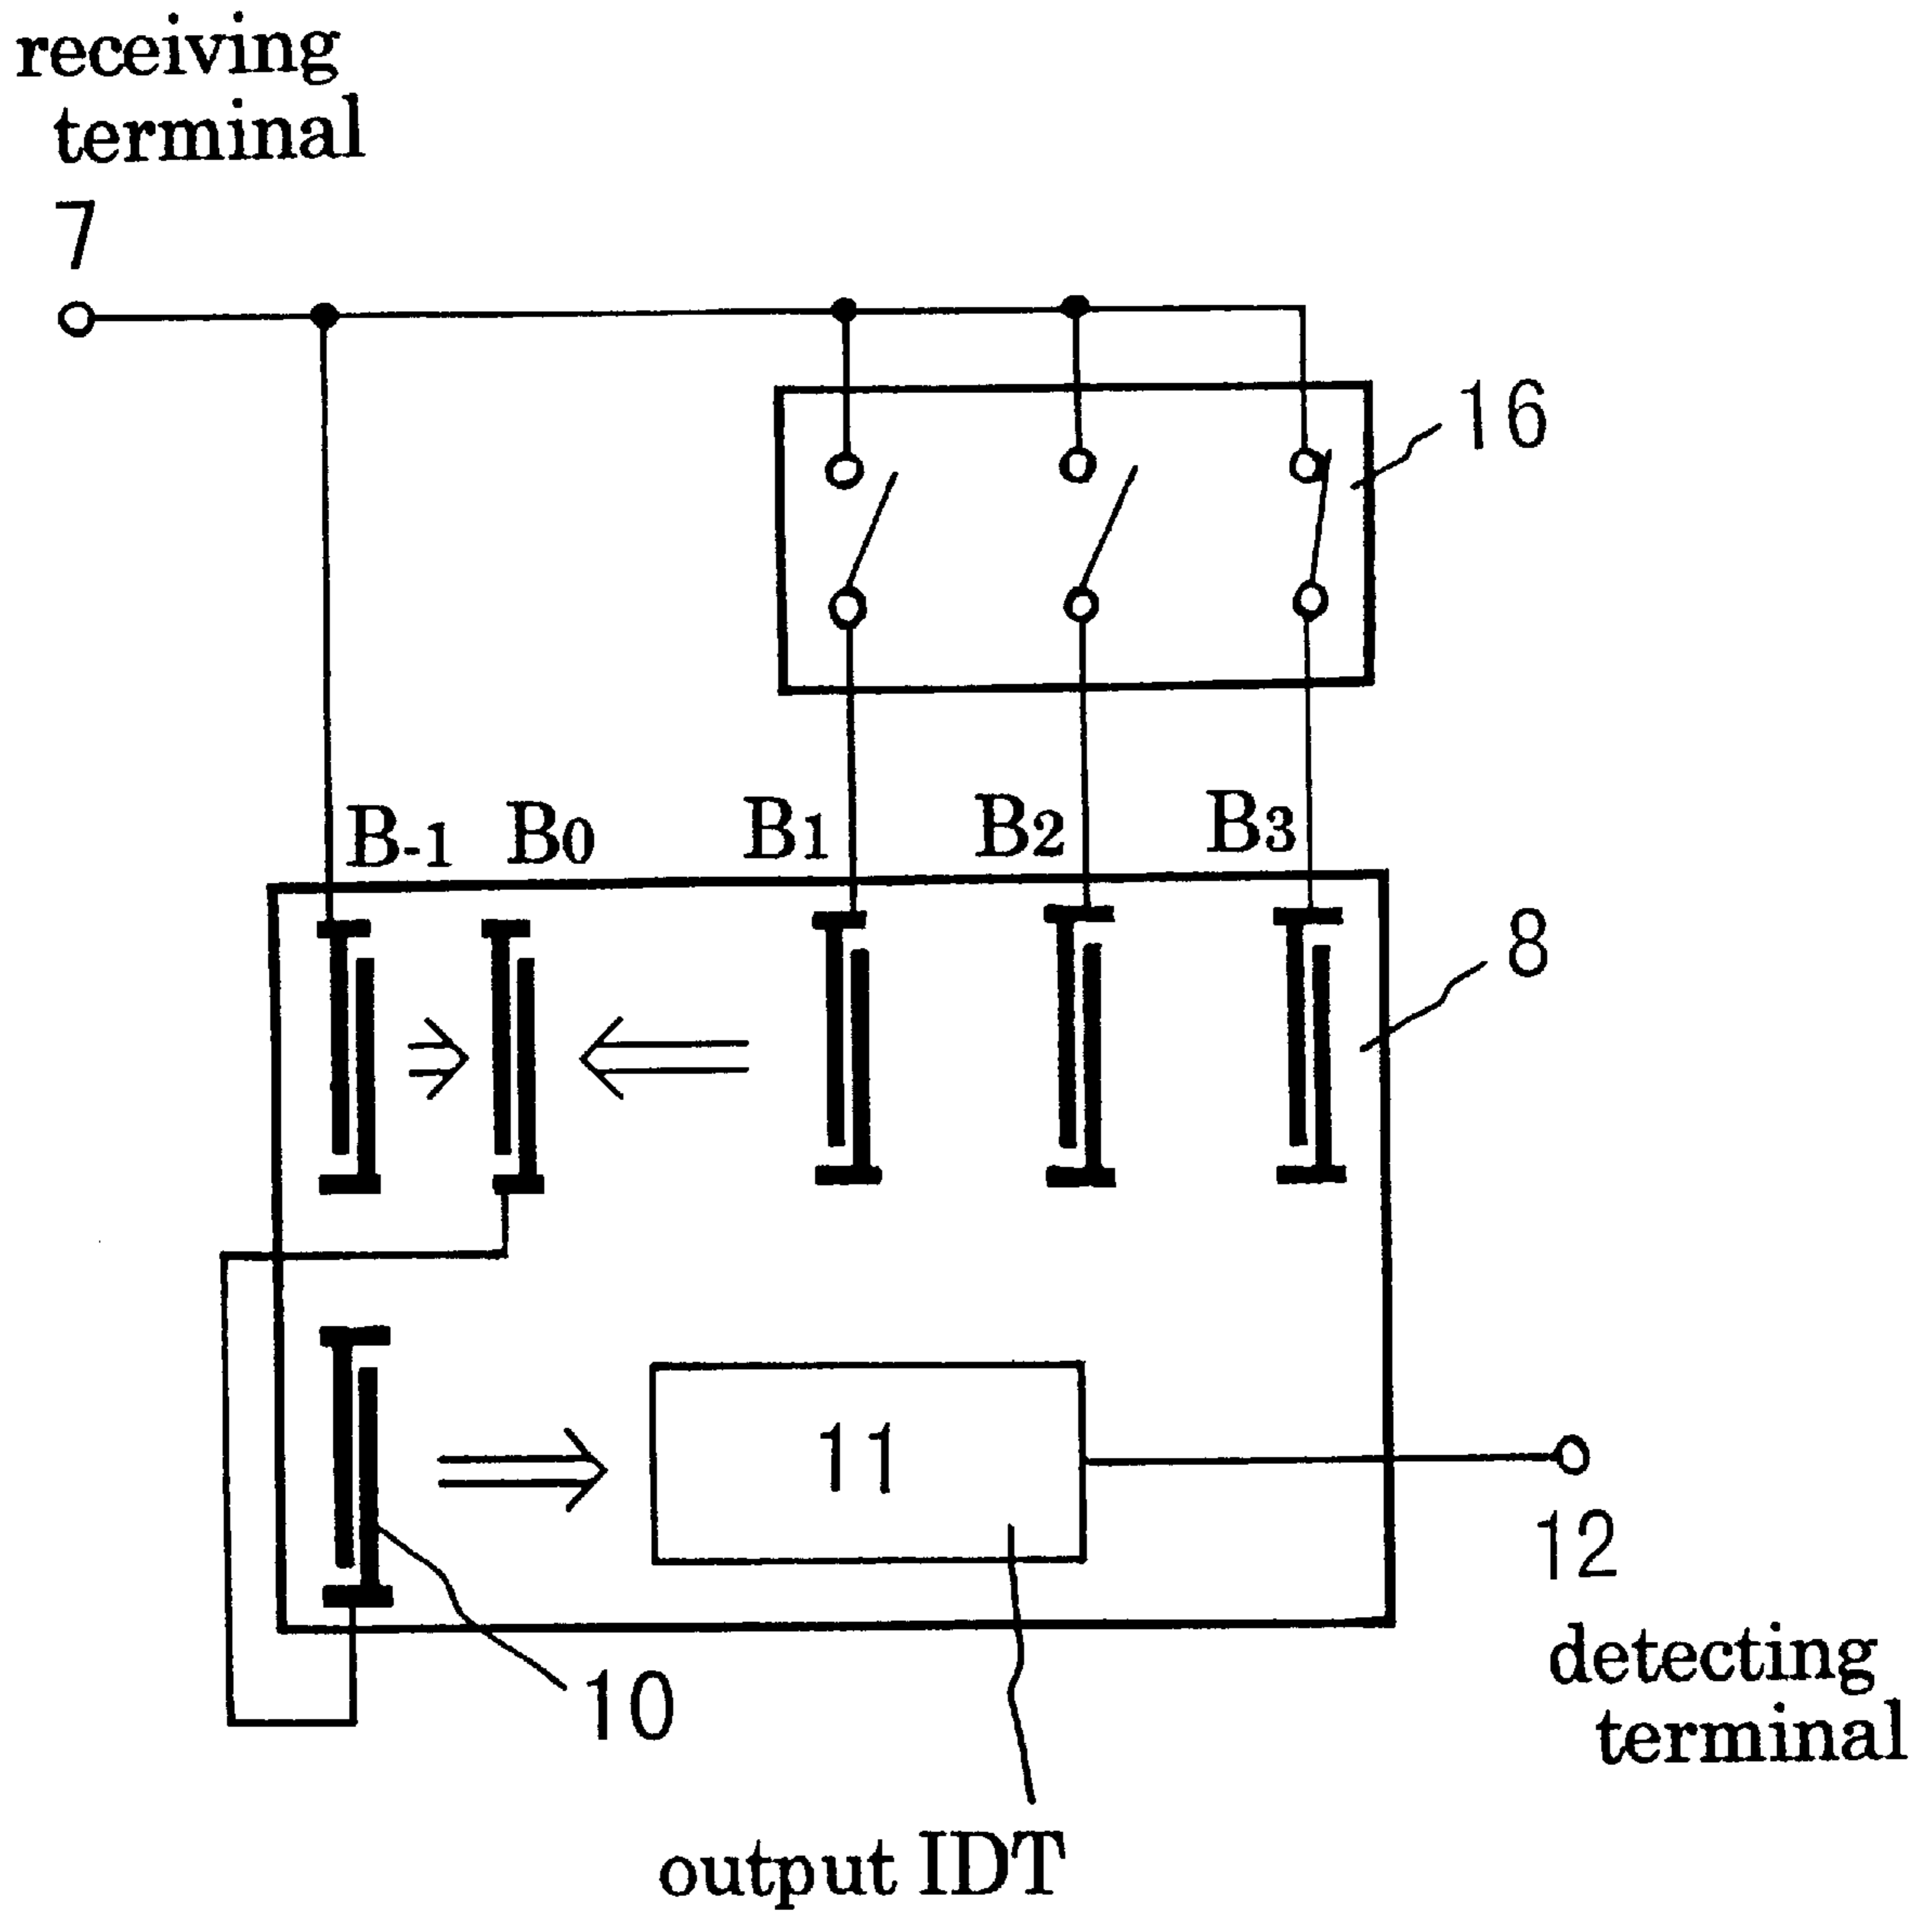 receiving
terminal
7
16
B-1 B0 B1 B2 B3
8
11
12
10
detecting
terminal
output IDT